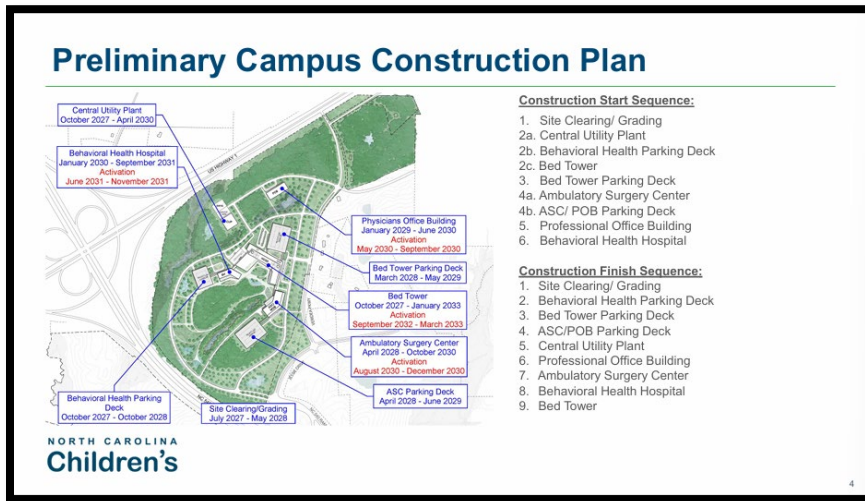 Preliminary Campus Construction Plan
Central Utility Plant
October 2027 - April 2030
Behavioral Health Hospital
January 2030 - September 2031
Activation
June 2031 - November 2031
US HIGHWAY 1
Physicians Office Building
January 2029 - June 2030
Activation
May 2030 - September 2030
Bed Tower Parking Deck
March 2028 - May 2029
Bed Tower
October 2027 - January 2033
Activation
September 2032 - March 2033
Ambulatory Surgery Center
April 2028 - October 2030
Activation
August 2030 - December 2030
ASC Parking Deck
April 2028 - June 2029
Behavioral Health Parking
Deck
October 2027 - October 2028
Site Clearing/Grading
July 2027 - May 2028
Construction Start Sequence:
1. Site Clearing/ Grading
2a. Central Utility Plant
2b. Behavioral Health Parking Deck
2c. Bed Tower
3. Bed Tower Parking Deck
4a. Ambulatory Surgery Center
4b. ASC/ POB Parking Deck
5. Professional Office Building
6. Behavioral Health Hospital
Construction Finish Sequence:
1. Site Clearing/ Grading
2. Behavioral Health Parking Deck
3. Bed Tower Parking Deck
4. ASC/POB Parking Deck
5. Central Utility Plant
6. Professional Office Building
7. Ambulatory Surgery Center
8. Behavioral Health Hospital
9. Bed Tower
NORTH CAROLINA
Children's
4